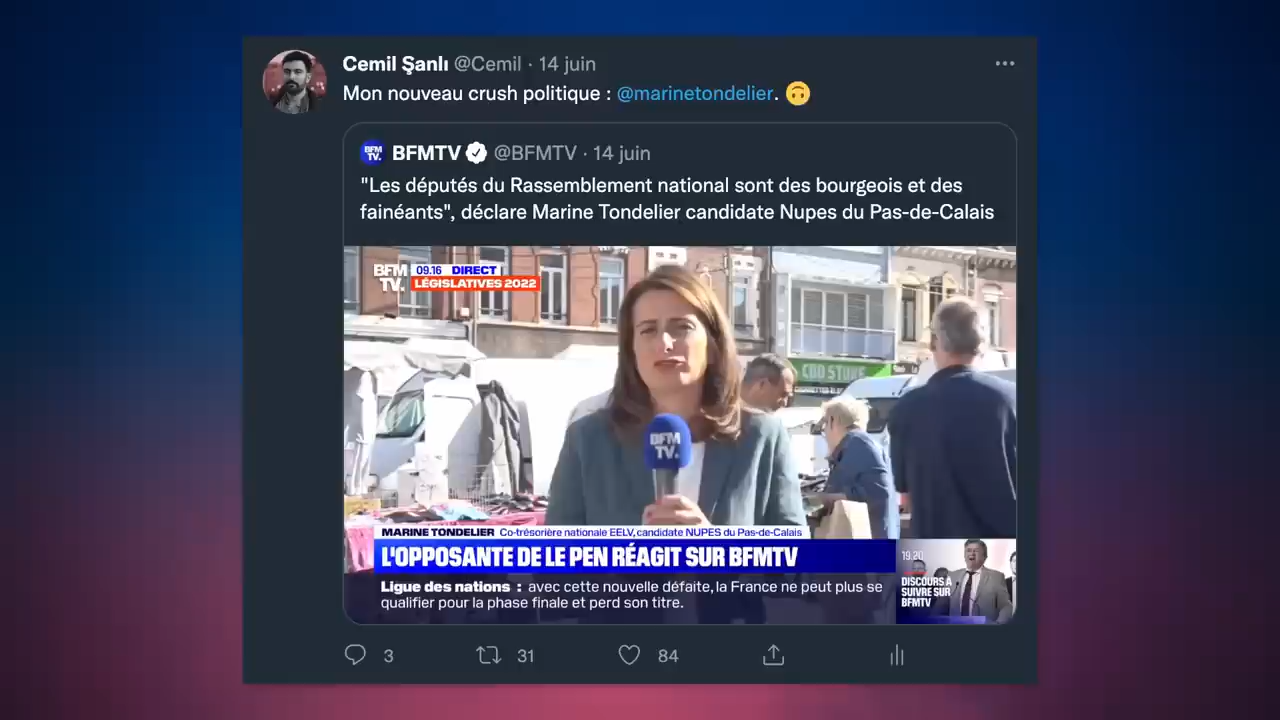 Cemil Şanlı @Cemil · 14 juin
Mon nouveau crush politique : @marinetondelier. 🙃
BFM TV.
BFMTV @BFMTV · 14 juin
"Les députés du Rassemblement national sont des bourgeois et des
fainéants", déclare Marine Tondelier candidate Nupes du Pas-de-Calais
BFM TV.
09.16 DIRECT
LÉGISLATIVES 2022
CBD STORE
BFM
TV.
MARINE TONDELIER Co-trésorière nationale EELV, candidate NUPES du Pas-de-Calais
L'OPPOSANTE DE LE PEN RÉAGIT SUR BFMTV
Ligue des nations : avec cette nouvelle défaite, la France ne peut plus se
qualifier pour la phase finale et perd son titre.
19.20
DISCOURS À
SUIVRE SUR
BFMTV
3 31 84